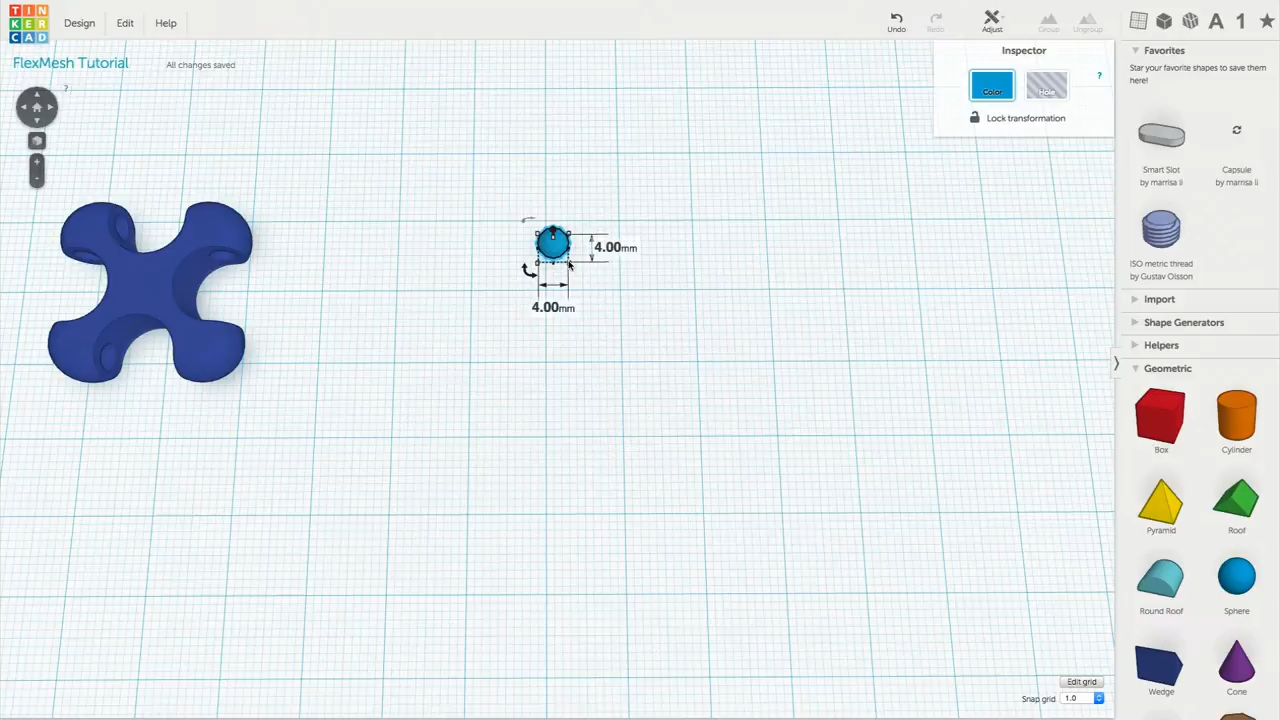 TIN
KER
CAD
Design
Edit
Help
Undo
Redo
Adjust
Group
Ungroup
A
1
FlexMesh Tutorial
All changes saved
?
Inspector
Color
Hole
?
Lock transformation
4.00mm
4.00mm
Favorites
Star your favorite shapes to save them
here!
Smart Slot
by marrisa li
Capsule
by marrisa li
ISO metric thread
by Gustav Olsson
Import
Shape Generators
Helpers
Geometric
Box
Cylinder
Pyramid
Roof
Round Roof
Sphere
Wedge
Cone
Edit grid
Snap grid
1.0